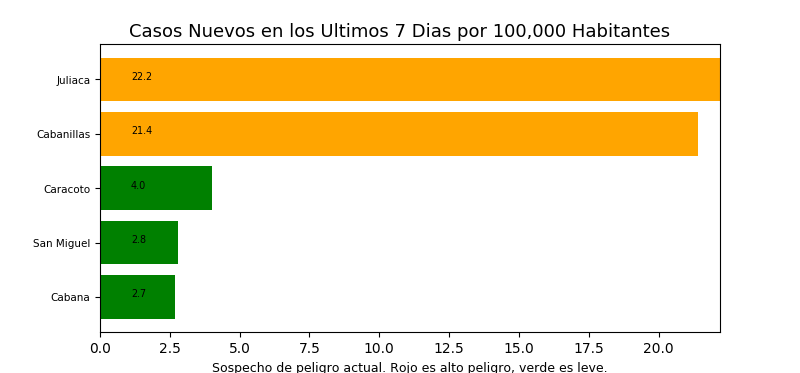 Casos Nuevos en los Ultimos 7 Dias por 100,000 Habitantes
Juliaca 22.2
Cabanillas 21.4
Caracoto 4.0
San Miguel 2.8
Cabana 2.7
0.0 2.5 5.0 7.5 10.0 12.5 15.0 17.5 20.0
Sospecho de peligro actual. Rojo es alto peligro, verde es leve.